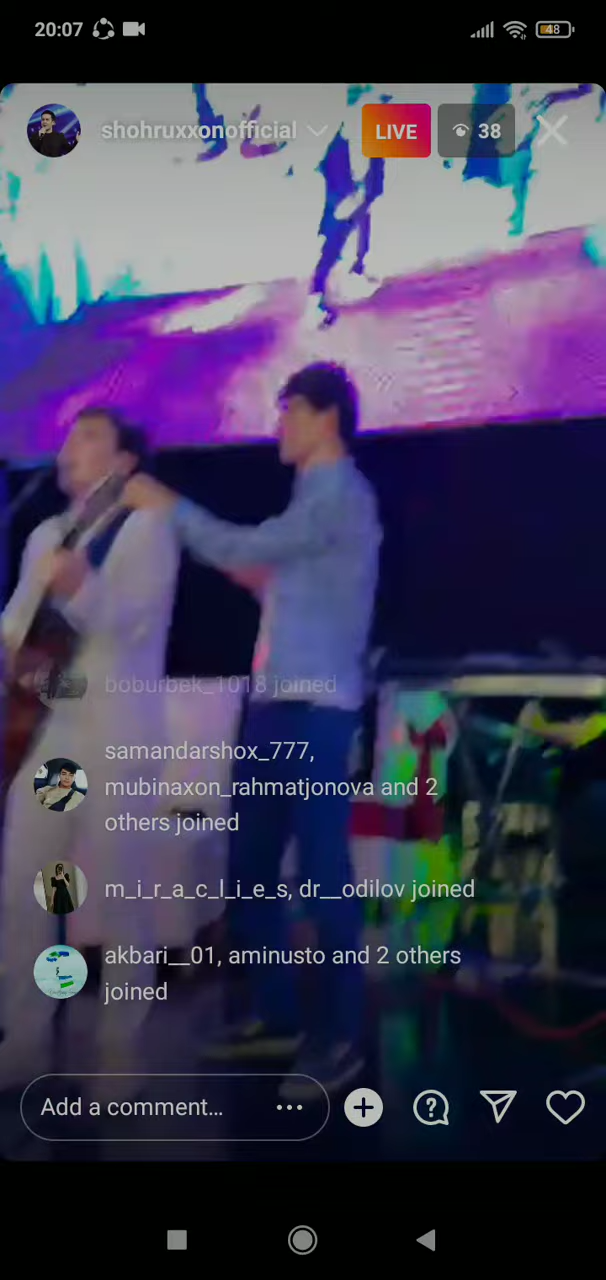 20:07
48
shohruxxonofficial
LIVE
38
boburbek_1018 joined
samandarshox_777,
mubinaxon_rahmatjonova and 2
others joined
m_i_r_a_c_l_i_e_s, dr__odilov joined
akbari__01, aminusto and 2 others
joined
Add a comment...